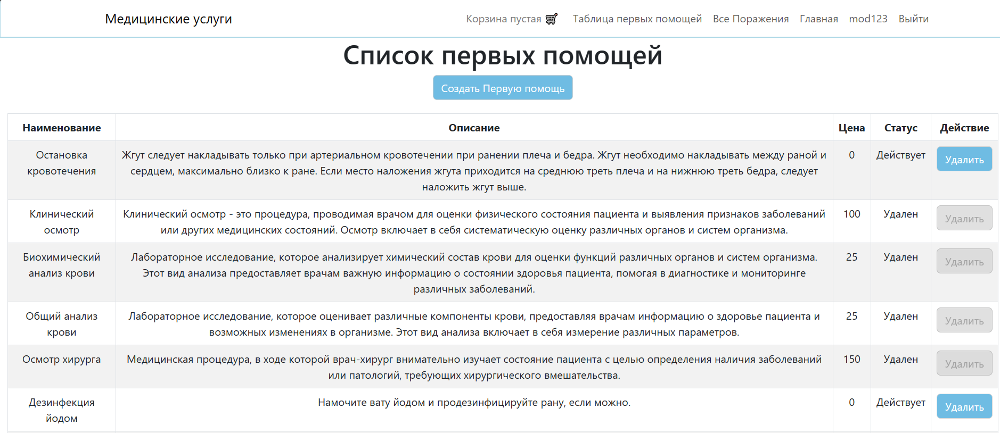 Медицинские услуги
Корзина пустая
Таблица первых помощей
Все Поражения
Главная
mod123
Выйти
Список первых помощей
Создать Первую помощь
Наименование
Описание
Цена
Статус
Действие
Остановка
кровотечения
Жгут следует накладывать только при артериальном кровотечении при ранении плеча и бедра. Жгут необходимо накладывать между раной и
сердцем, максимально близко к ране. Если место наложения жгута приходится на среднюю треть плеча и на нижнюю треть бедра, следует
наложить жгут выше.
0
Действует
Удалить
Клинический
осмотр
Клинический осмотр - это процедура, проводимая врачом для оценки физического состояния пациента и выявления признаков заболеваний
или других медицинских состояний. Осмотр включает в себя систематическую оценку различных органов и систем организма.
100
Удален
Удалить
Биохимический
анализ крови
Лабораторное исследование, которое анализирует химический состав крови для оценки функций различных органов и систем организма.
Этот вид анализа предоставляет врачам важную информацию о состоянии здоровья пациента, помогая в диагностике и мониторинге
различных заболеваний.
25
Удален
Удалить
Общий анализ
крови
Лабораторное исследование, которое оценивает различные компоненты крови, предоставляя врачам информацию о здоровье пациента и
возможных изменениях в организме. Этот вид анализа включает в себя измерение различных параметров.
25
Удален
Удалить
Осмотр хирурга
Медицинская процедура, в ходе которой врач-хирург внимательно изучает состояние пациента с целью определения наличия заболеваний
или патологий, требующих хирургического вмешательства.
150
Удален
Удалить
Дезинфекция
йодом
Намочите вату йодом и продезинфицируйте рану, если можно.
0
Действует
Удалить